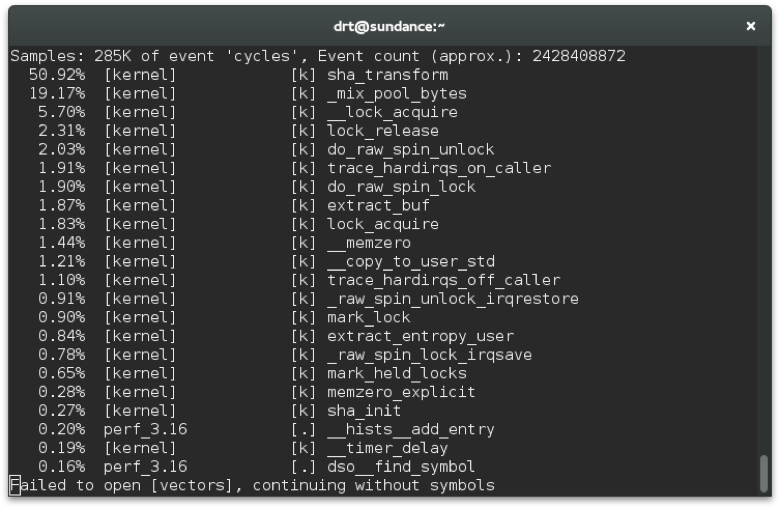 drt@sundance:~ ×
Samples: 285K of event 'cycles', Event count (approx.): 2428408872
50.92% [kernel] [k] sha_transform
19.17% [kernel] [k] _mix_pool_bytes
5.70% [kernel] [k] __lock_acquire
2.31% [kernel] [k] lock_release
2.03% [kernel] [k] do_raw_spin_unlock
1.91% [kernel] [k] trace_hardirqs_on_caller
1.90% [kernel] [k] do_raw_spin_lock
1.87% [kernel] [k] extract_buf
1.83% [kernel] [k] lock_acquire
1.44% [kernel] [k] __memzero
1.21% [kernel] [k] __copy_to_user_std
1.10% [kernel] [k] trace_hardirqs_off_caller
0.91% [kernel] [k] _raw_spin_unlock_irqrestore
0.90% [kernel] [k] mark_lock
0.84% [kernel] [k] extract_entropy_user
0.78% [kernel] [k] _raw_spin_lock_irqsave
0.65% [kernel] [k] mark_held_locks
0.28% [kernel] [k] memzero_explicit
0.27% [kernel] [k] sha_init
0.20% perf_3.16 [.] __hists__add_entry
0.19% [kernel] [k] __timer_delay
0.16% perf_3.16 [.] dso__find_symbol
Failed to open [vectors], continuing without symbols